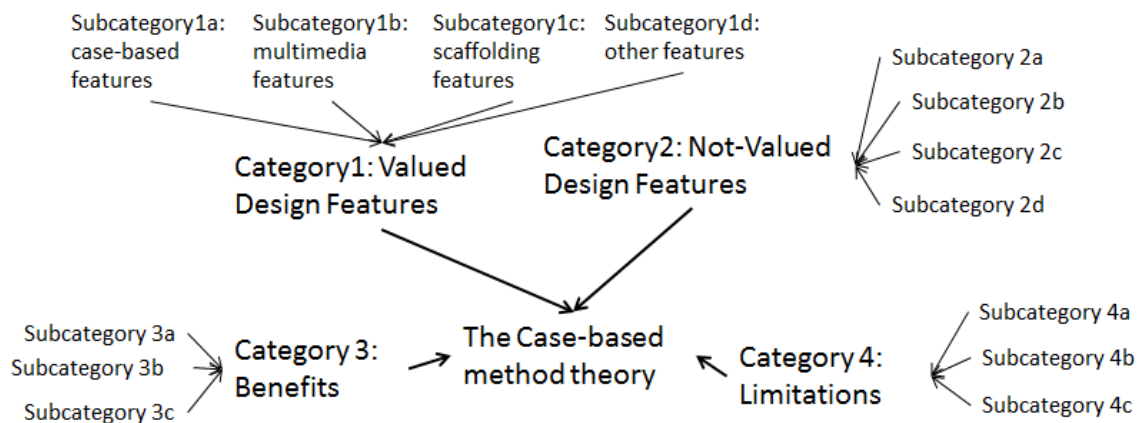 Subcategory1a:
case-based
features
Subcategory1b:
multimedia
features
Subcategory1c:
scaffolding
features
Subcategory1d:
other features
Category1: Valued
Design Features
Category2: Not-Valued
Design Features
Subcategory 2a
Subcategory 2b
Subcategory 2c
Subcategory 2d
Subcategory 3a
Subcategory 3b
Subcategory 3c
Category 3:
Benefits
The Case-based
method theory
Category 4:
Limitations
Subcategory 4a
Subcategory 4b
Subcategory 4c